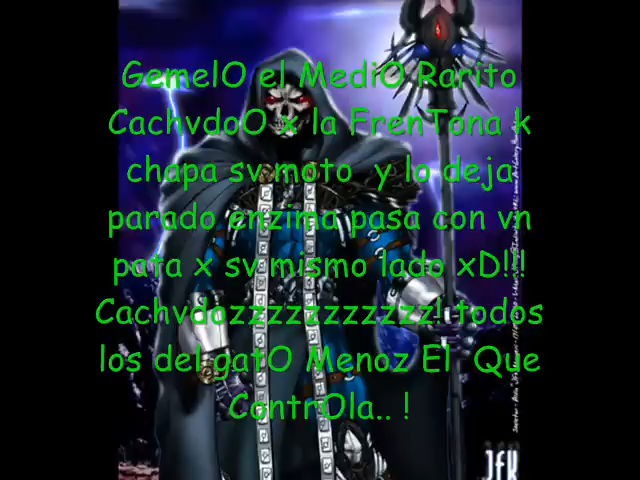 GemelO el MediO Rarito
CachvdoO x la FrenTona k
chapa sv moto y lo deja
parado enzima pasa con vn
pata x sv mismo lado xD!!
Cachvdazzzzzzzzzzz! todos
los del gatO Menoz El Que
ContrOla.. !
JFK